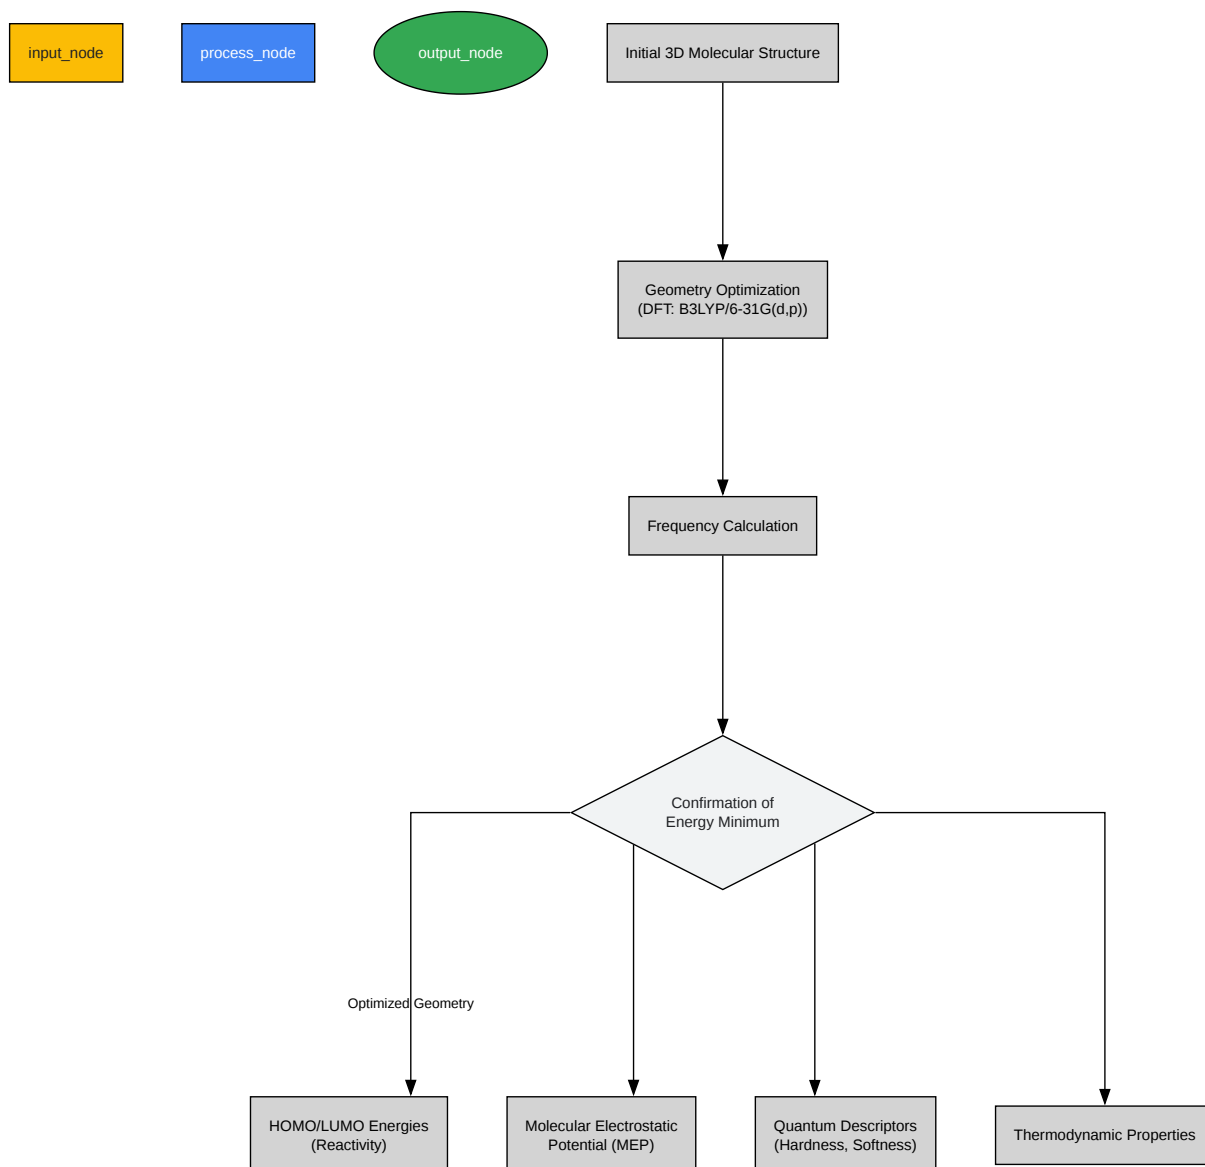 input_node
process_node
output_node
Initial 3D Molecular Structure
Geometry Optimization
(DFT: B3LYP/6-31G(d,p))
Frequency Calculation
Confirmation of
Energy Minimum
Optimized Geometry
HOMO/LUMO Energies
(Reactivity)
Molecular Electrostatic
Potential (MEP)
Quantum Descriptors
(Hardness, Softness)
Thermodynamic Properties